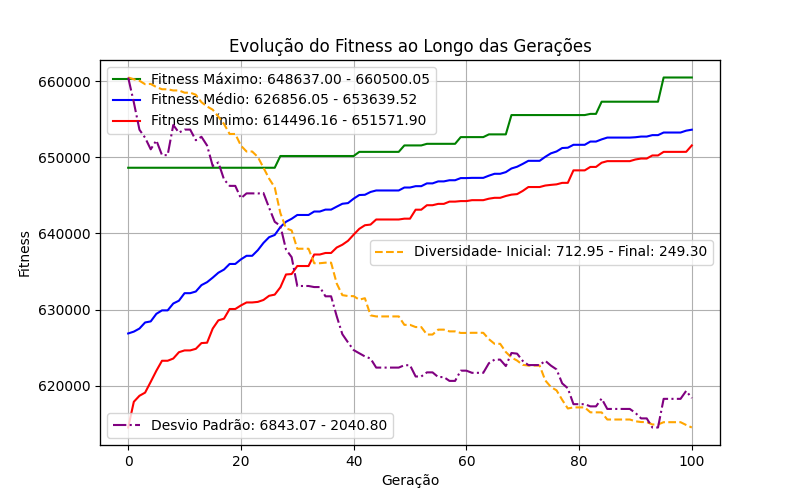 Evolução do Fitness ao Longo das Gerações
660000
650000
640000
630000
620000
Fitness
Fitness Máximo: 648637.00 - 660500.05
Fitness Médio: 626856.05 - 653639.52
Fitness Mínimo: 614496.16 - 651571.90
Diversidade- Inicial: 712.95 - Final: 249.30
Desvio Padrão: 6843.07 - 2040.80
0 20 40 60 80 100
Geração